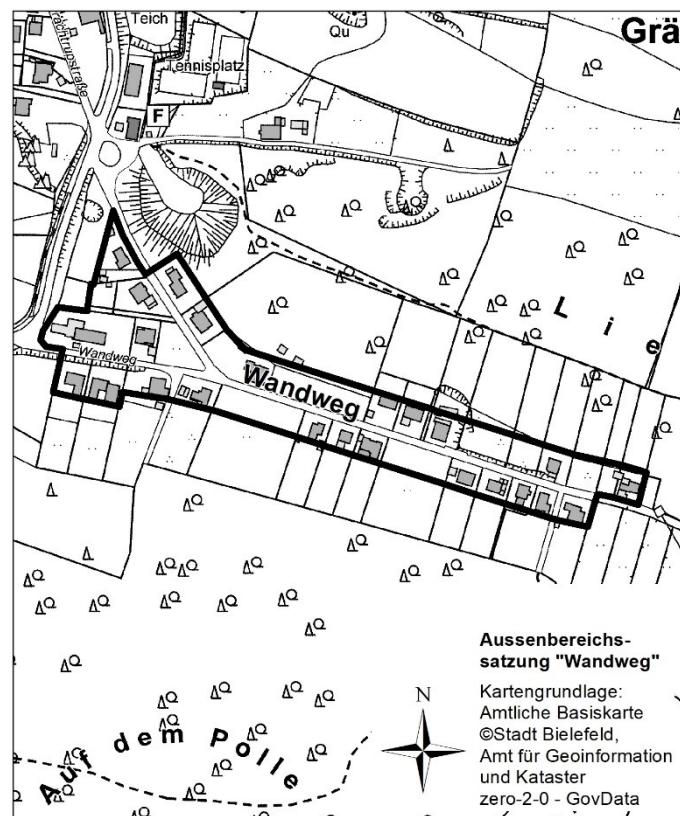 Teich
Qu
Grä
Tennisplatz
F
L i e
Wandweg
Wandweg
Aussenbereichs-
satzung "Wandweg"
N
Kartengrundlage:
Amtliche Basiskarte
©Stadt Bielefeld,
Amt für Geoinformation
und Kataster
zero-2-0 - GovData
Auf dem Polle